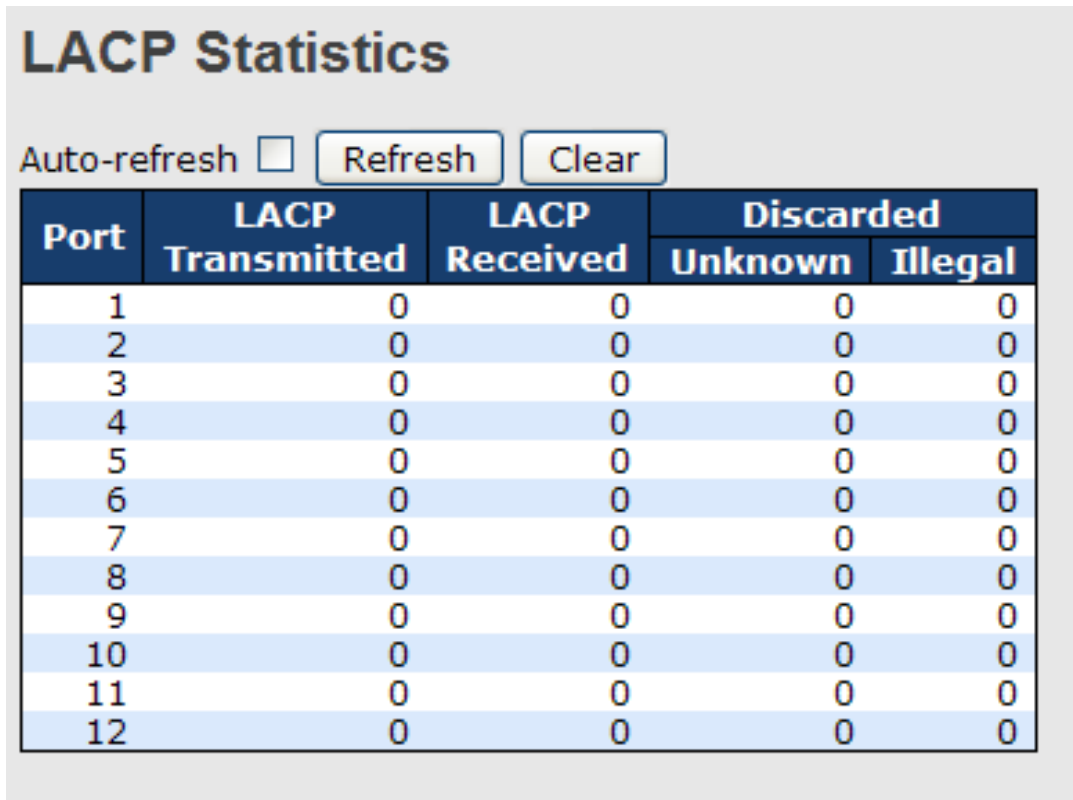 LACP Statistics
Auto-refresh Refresh Clear
Port LACP Transmitted LACP Received Discarded
Unknown Illegal
1 0 0 0 0
2 0 0 0 0
3 0 0 0 0
4 0 0 0 0
5 0 0 0 0
6 0 0 0 0
7 0 0 0 0
8 0 0 0 0
9 0 0 0 0
10 0 0 0 0
11 0 0 0 0
12 0 0 0 0